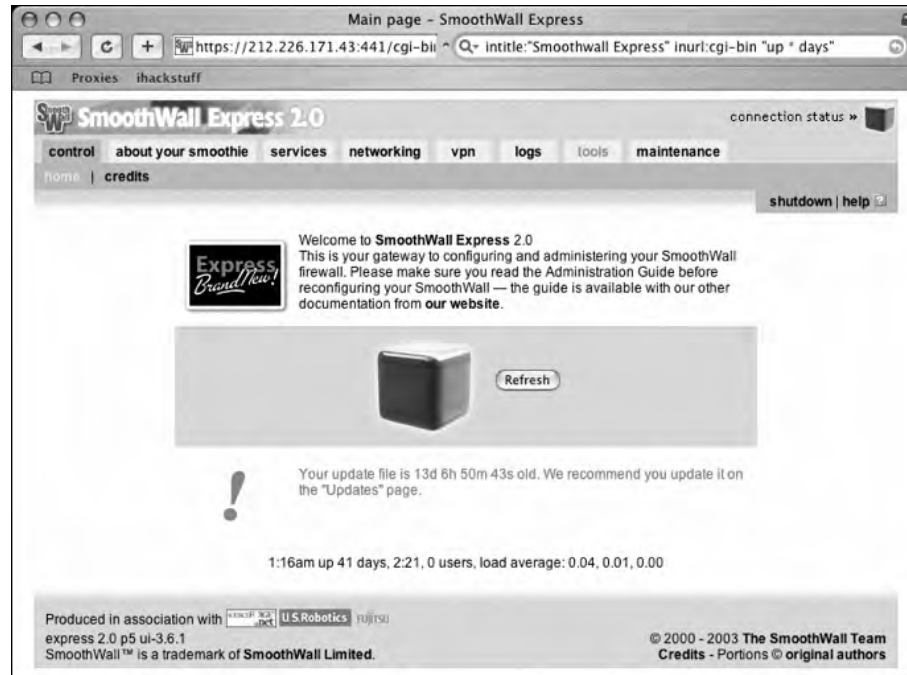 Main page – SmoothWall Express
https://212.226.171.43:441/cgi-bi
intitle:"Smoothwall Express" inurl:cgi-bin "up * days"
Proxies ihackstuff
SmoothWall Express 2.0
connection status »
control about your smoothie services networking vpn logs tools maintenance
home | credits
shutdown | help
Express
Brand New!
Welcome to SmoothWall Express 2.0
This is your gateway to configuring and administering your SmoothWall
firewall. Please make sure you read the Administration Guide before
reconfiguring your SmoothWall — the guide is available with our other
documentation from our website.
Refresh
!
Your update file is 13d 6h 50m 43s old. We recommend you update it on
the "Updates" page.
1:16am up 41 days, 2:21, 0 users, load average: 0.04, 0.01, 0.00
Produced in association with .net U.S.Robotics FUJITSU
express 2.0 p5 ui-3.6.1
SmoothWall™ is a trademark of SmoothWall Limited.
© 2000 - 2003 The SmoothWall Team
Credits - Portions © original authors